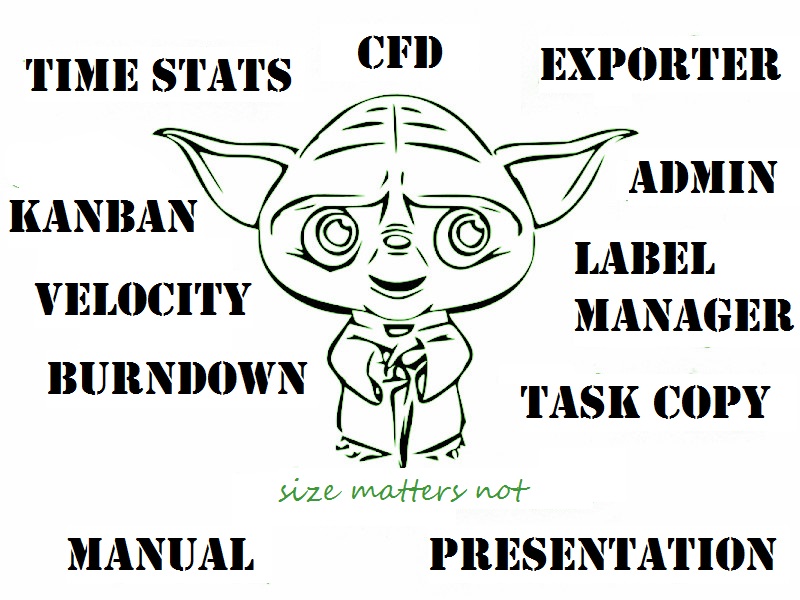 CFD
TIME STATS
EXPORTER
ADMIN
KANBAN
LABEL
MANAGER
VELOCITY
BURNDOWN
TASK COPY
size matters not
MANUAL
PRESENTATION